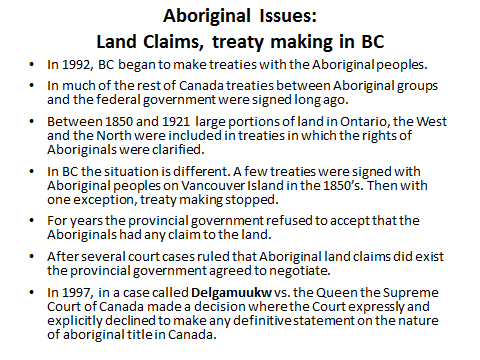 Aboriginal Issues:
Land Claims, treaty making in BC
• In 1992, BC began to make treaties with the Aboriginal peoples.
• In much of the rest of Canada treaties between Aboriginal groups
and the federal government were signed long ago.
• Between 1850 and 1921 large portions of land in Ontario, the West
and the North were included in treaties in which the rights of
Aboriginals were clarified.
• In BC the situation is different. A few treaties were signed with
Aboriginal peoples on Vancouver Island in the 1850's. Then with
one exception, treaty making stopped.
• For years the provincial government refused to accept that the
Aboriginals had any claim to the land.
• After several court cases ruled that Aboriginal land claims did exist
the provincial government agreed to negotiate.
• In 1997, in a case called Delgamuukw vs. the Queen the Supreme
Court of Canada made a decision where the Court expressly and
explicitly declined to make any definitive statement on the nature
of aboriginal title in Canada.